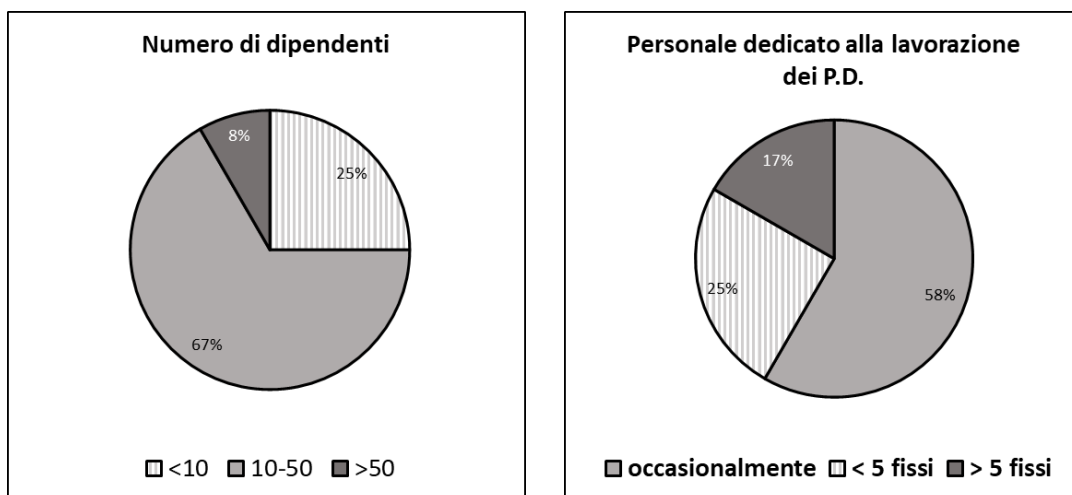 Numero di dipendenti
8%
25%
67%
<10 10-50 >50
Personale dedicato alla lavorazione
dei P.D.
17%
25%
58%
occasionalmente < 5 fissi > 5 fissi